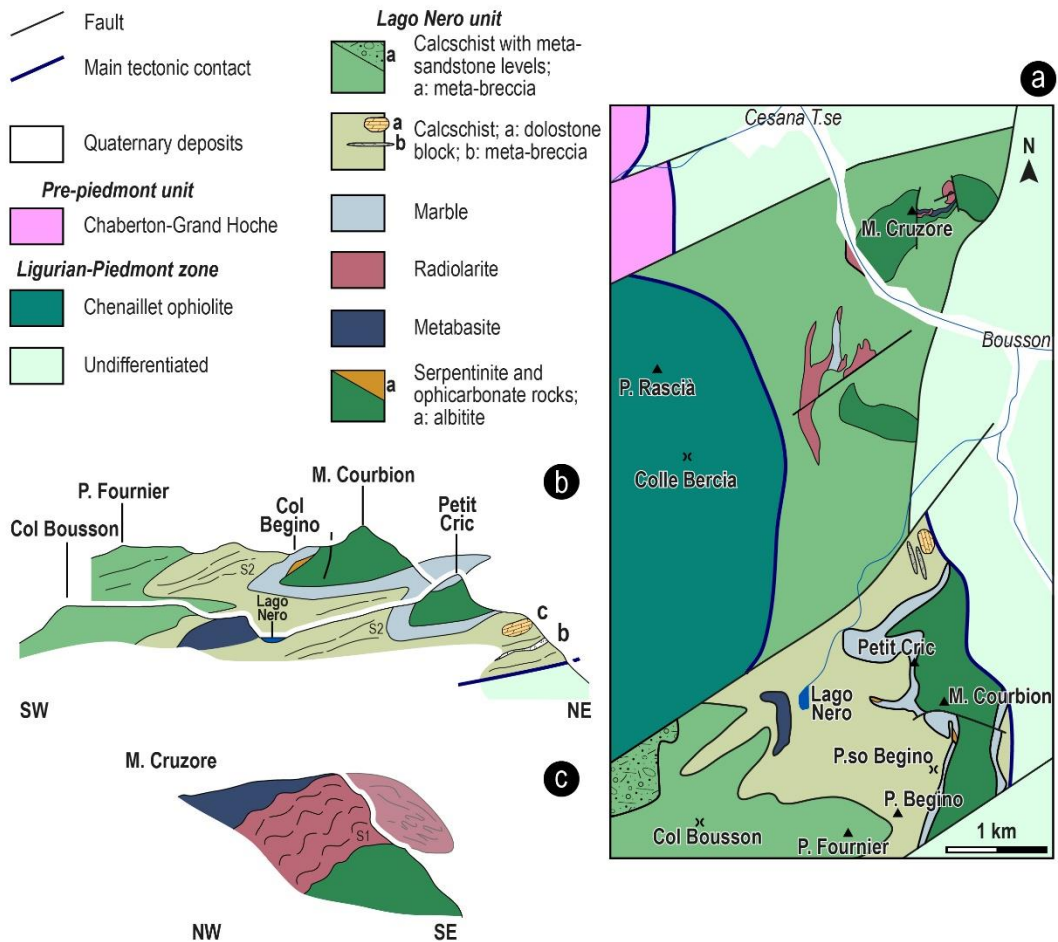 Fault
Main tectonic contact
Quaternary deposits
Pre-piedmont unit
Chaberton-Grand Hoche
Ligurian-Piedmont zone
Chenaillet ophiolite
Undifferentiated
Lago Nero unit
a
Calcschist with meta-
sandstone levels;
a: meta-breccia
a
b
Calcschist; a: dolostone
block; b: meta-breccia
Marble
Radiolarite
Metabasite
a
Serpentinite and
ophicarbonate rocks;
a: albitite
a
Cesana T.se
N
M. Cruzore
Bousson
P. Rascià
Colle Bercia
Petit Cric
M. Courbion
Lago
Nero
P.so Begino
P. Begino
Col Bousson
P. Fournier
1 km
b
M. Courbion
P. Fournier
Col
Begino
Petit
Cric
Col Bousson
S2
Lago
Nero
S2
c
b
SW
NE
M. Cruzore
c
S1
NW
SE